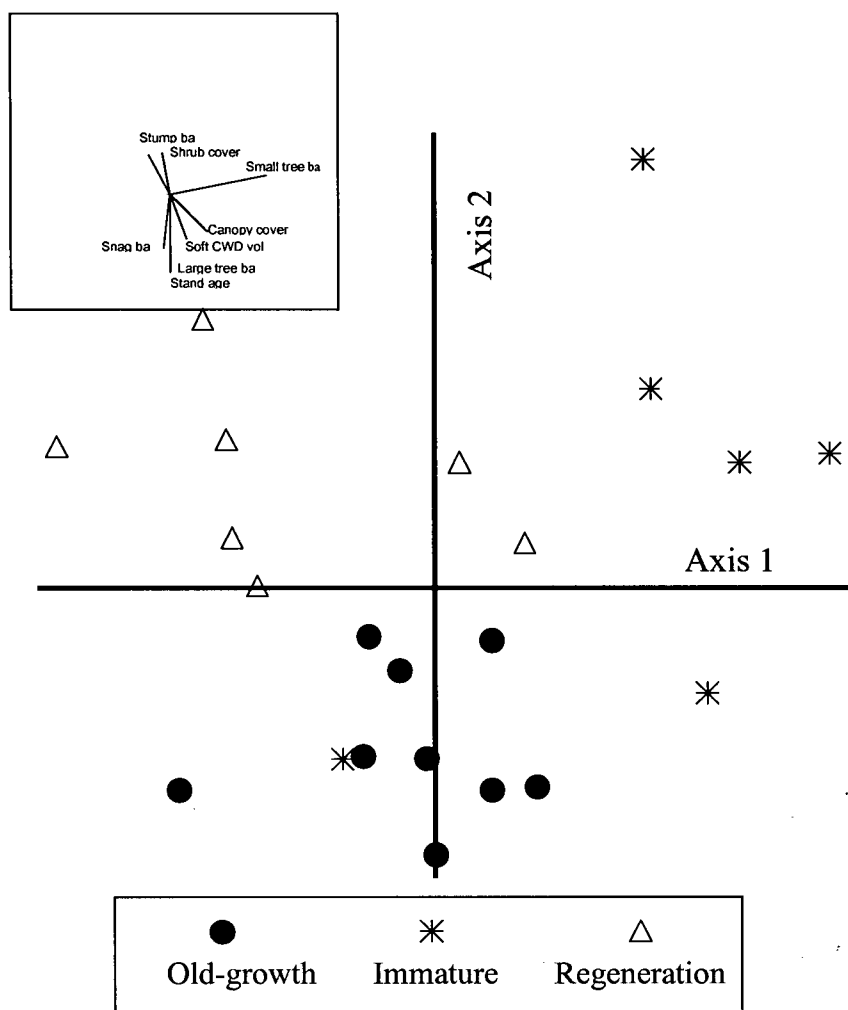 Stump ba
Shrub cover
Small tree ba
Canopy cover
Snag ba
Soft CWD vol
Large tree ba
Stand age
Axis 2
Axis 1
Old-growth
Immature
Regeneration